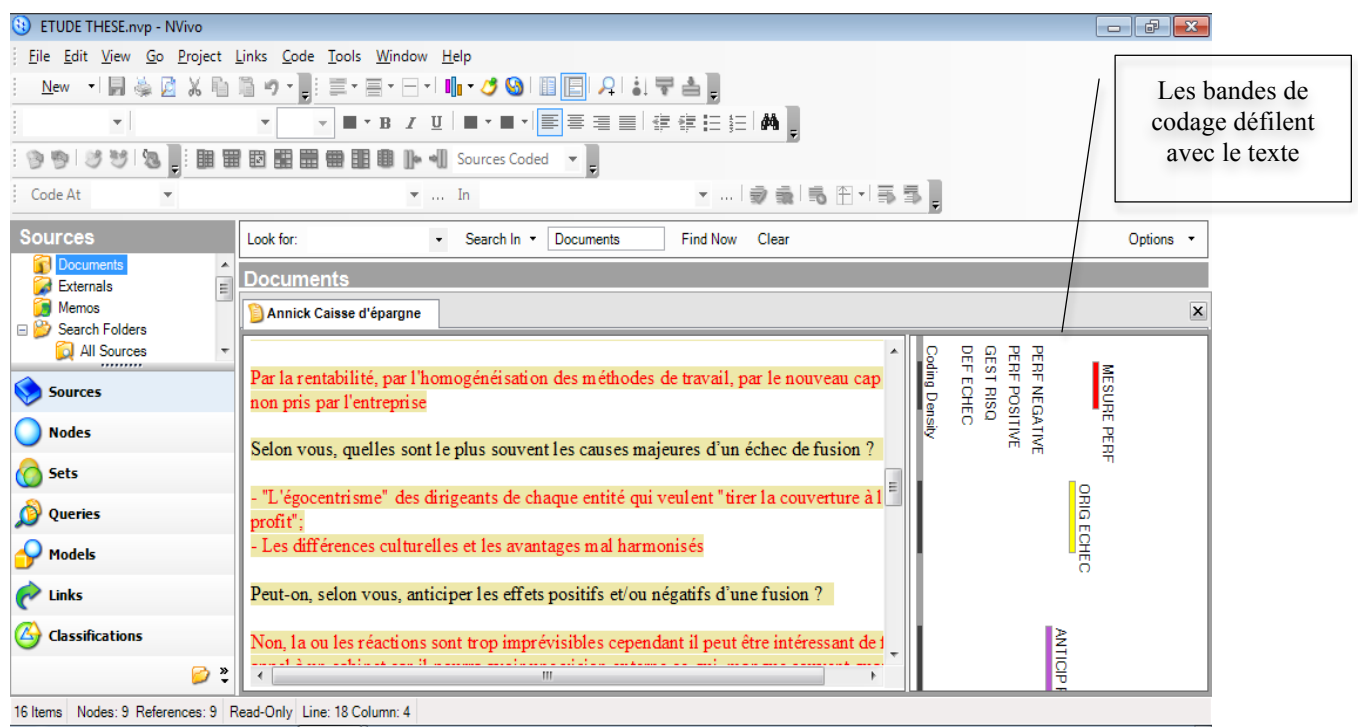 ETUDE THESE.nvp - NVivo
File Edit View Go Project Links Code Tools Window Help
New
Les bandes de
codage défilent
avec le texte
Sources Coded
Code At
... In
...
Sources
Look for:
Search In
Documents
Find Now
Clear
Options
Documents
Externals
Memos
Search Folders
All Sources
Documents
Annick Caisse d'épargne
Sources
Nodes
Sets
Queries
Models
Links
Classifications
Par la rentabilité, par l'homogénéisation des méthodes de travail, par le nouveau cap
non pris par l'entreprise
Selon vous, quelles sont le plus souvent les causes majeures d'un échec de fusion ?
- "L'égocentrisme" des dirigeants de chaque entité qui veulent "tirer la couverture à l
profit";
- Les différences culturelles et les avantages mal harmonisés
Peut-on, selon vous, anticiper les effets positifs et/ou négatifs d'une fusion ?
Non, la ou les réactions sont trop imprévisibles cependant il peut être intéressant de f
Coding Density
DEF ECHEC
GEST RISQ
PERF POSITIVE
PERF NEGATIVE
MESURE PERF
ORIG ECHEC
ANTICIP
16 Items Nodes: 9 References: 9 Read-Only Line: 18 Column: 4